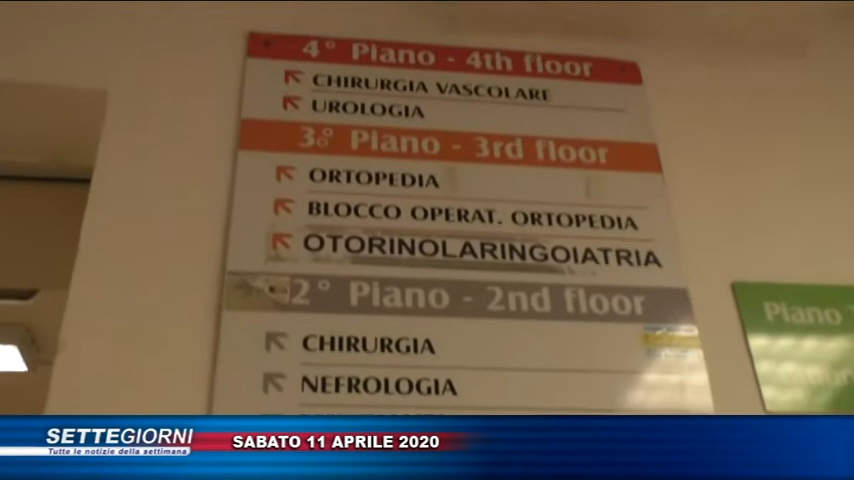 4° Piano - 4th floor
CHIRURGIA VASCOLARE
UROLOGIA
3° Piano - 3rd floor
ORTOPEDIA
BLOCCO OPERAT. ORTOPEDIA
OTORINOLARINGOIATRIA
2° Piano - 2nd floor
CHIRURGIA
NEFROLOGIA
Piano
SETTEGIORNI
Tutte le notizie della settimana
SABATO 11 APRILE 2020